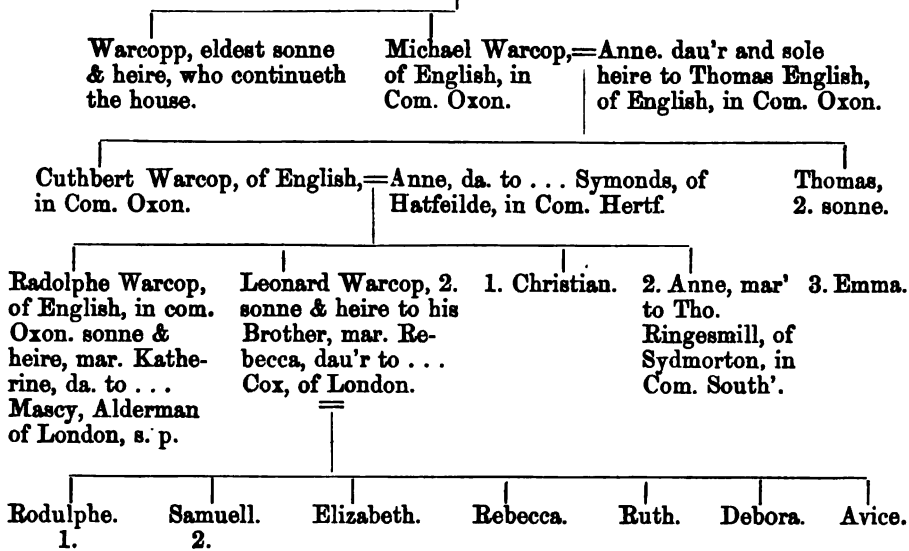 Warcopp, eldest sonne
& heire, who continueth
the house.
Michael Warcop,=Anne. dau'r and sole
of English, in
Com. Oxon.
heire to Thomas English,
of English, in Com. Oxon.
Cuthbert Warcop, of English,=Anne, da. to ... Symonds, of
in Com. Oxon.
Hatfeilde, in Com. Hertf.
Thomas,
2. sonne.
Radolphe Warcop,
of English, in com.
Oxon. sonne &
heire, mar. Kathe-
rine, da. to ...
Mascy, Alderman
of London, s. p.
Leonard Warcop, 2.
sonne & heire to his
Brother, mar. Re-
becca, dau'r to ...
Cox, of London.
=
1. Christian.
2. Anne, mar'
to Tho.
Ringesmill, of
Sydmorton, in
Com. South'.
3. Emma.
Rodulphe.
1.
Samuell.
2.
Elizabeth.
Rebecca.
Ruth.
Debora.
Avice.